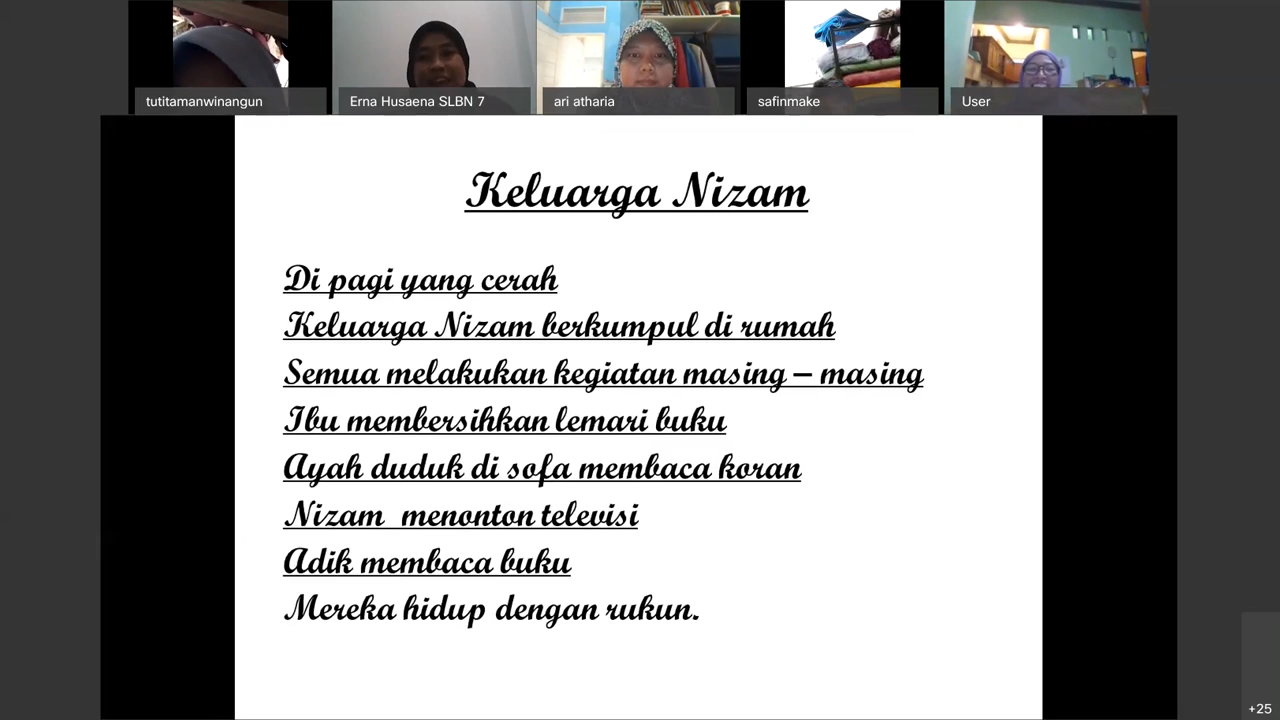 tutitamanwinangun
Erna Husaena SLBN 7
ari atharia
safinmake
User
Keluarga Nizam
Di pagi yang cerah
Keluarga Nizam berkumpul di rumah
Semua melakukan kegiatan masing – masing
Ibu membersihkan lemari buku
Ayah duduk di sofa membaca koran
Nizam  menonton televisi
Adik membaca buku
Mereka hidup dengan rukun.
+25